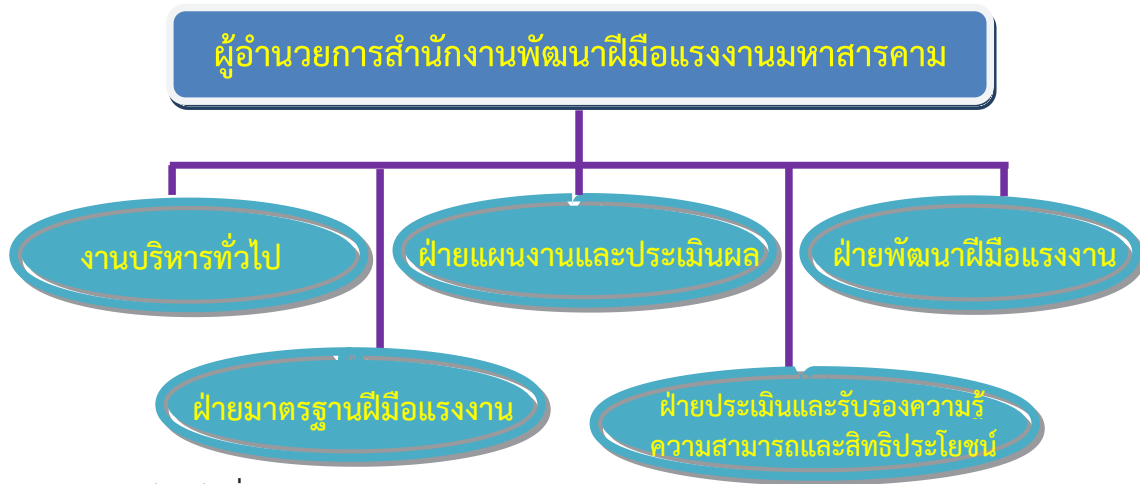 ผู้อำนวยการสำนักงานพัฒนาฝีมือแรงงานมหาสารคาม
งานบริหารทั่วไป
ฝ่ายแผนงานและประเมินผล
ฝ่ายพัฒนาฝีมือแรงงาน
ฝ่ายมาตรฐานฝีมือแรงงาน
ฝ่ายประเมินและรับรองความรู้
ความสามารถและสิทธิประโยชน์